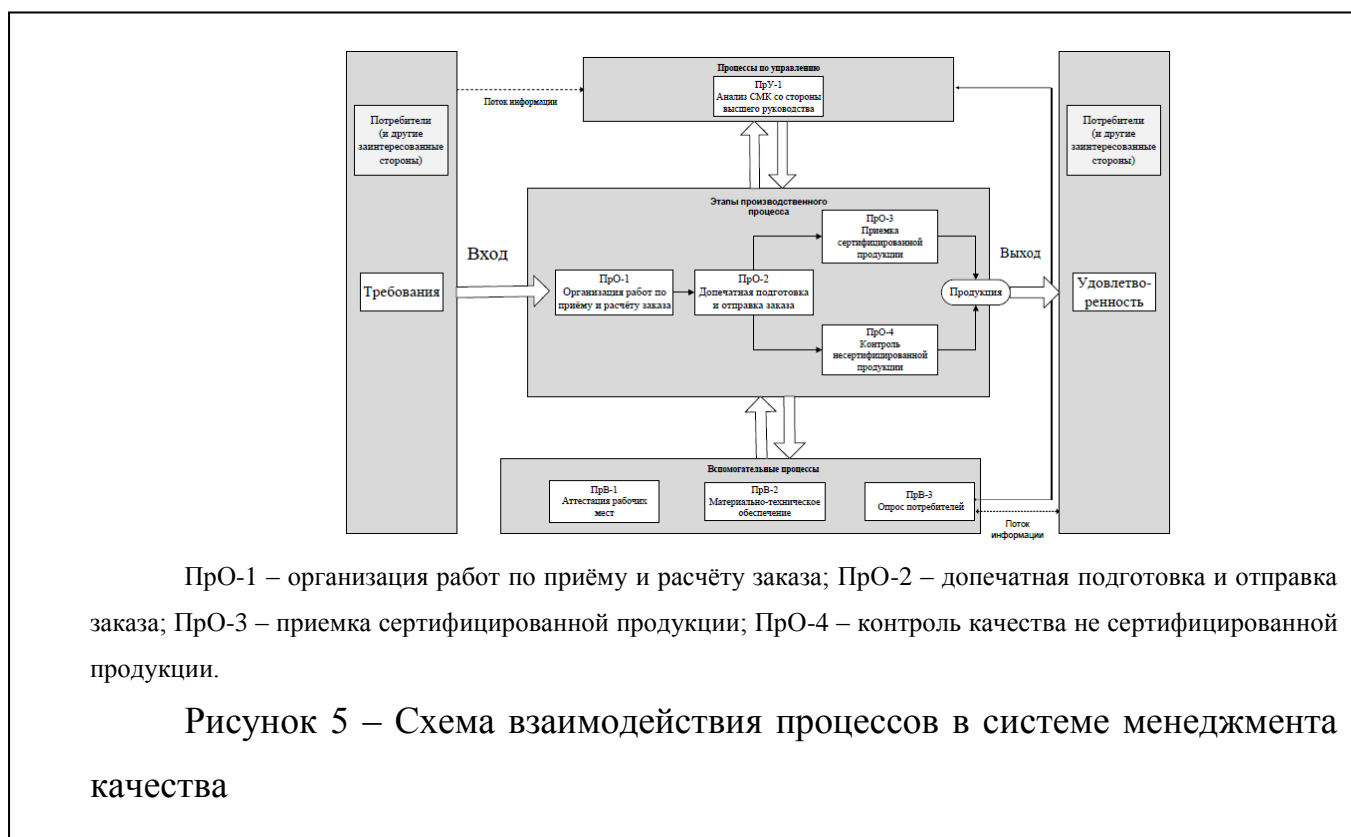 Процессы по управлению
ПрУ-1
Анализ СМК со стороны
высшего руководства
Поток информации
Потребители
(и другие
заинтересованные
стороны)
Потребители
(и другие
заинтересованные
стороны)
Этапы производственного
процесса
ПрО-3
Приемка
сертифицированной
продукции
Вход
Выход
Требования
ПрО-1
Организация работ по
приёму и расчёту заказа
ПрО-2
Допечатная подготовка
и отправка заказа
Продукция
Удовлетво-
ренность
ПрО-4
Контроль
несертифицированной
продукции
Вспомогательные процессы
ПрВ-1
Аттестация рабочих
мест
ПрВ-2
Материально-техническое
обеспечение
ПрВ-3
Опрос потребителей
Поток
информации
ПрО-1 – организация работ по приёму и расчёту заказа; ПрО-2 – допечатная подготовка и отправка
заказа; ПрО-3 – приемка сертифицированной продукции; ПрО-4 – контроль качества не сертифицированной
продукции.
Рисунок 5 – Схема взаимодействия процессов в системе менеджмента
качества